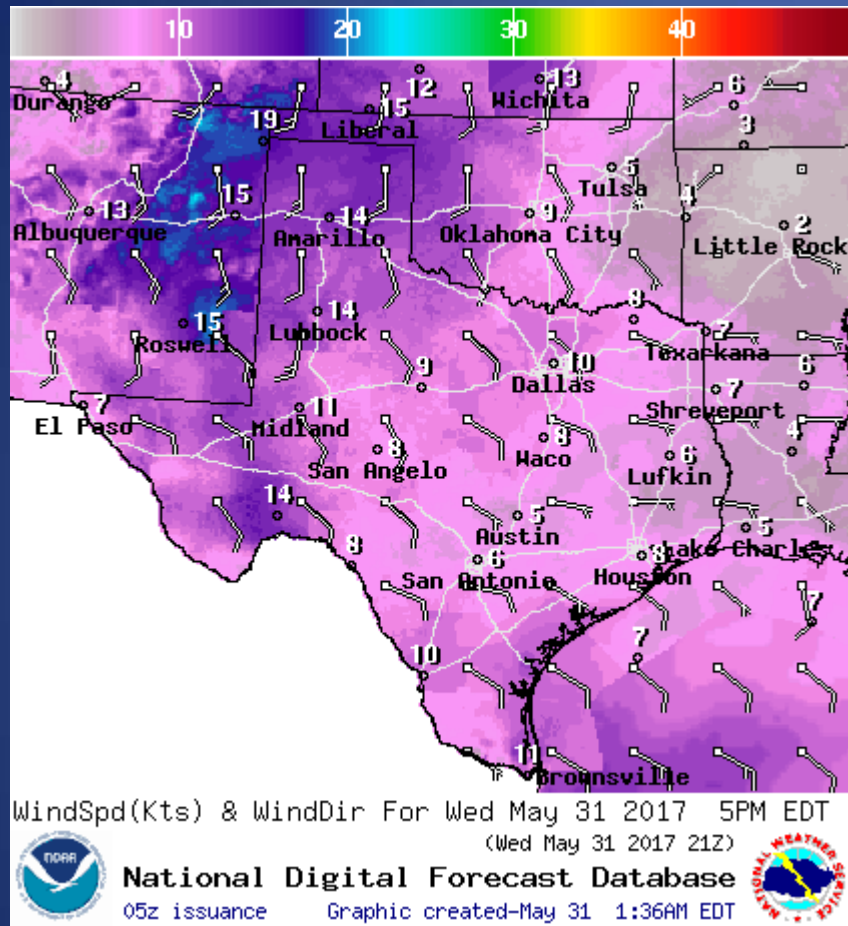 10 20 30 40
4 12 13 6
Durango 15 Wichita
Liberal
19 3
5
Tulsa
13 15 14 9 4 2
Albuquerque Amarillo Oklahoma City Little Rock
15 14 8
Roswell Lubbock 7
10 Texarkana
9 Dallas 7 6
7 11 Shreveport
El Paso Midland
8 8 6 4
San Angelo Waco Lufkin
14 5 5
Austin
8 6 8 Lake Charles
San Antonio Houston
7
10 7
11
Brownsville
WindSpd(Kts) & WindDir For Wed May 31 2017 5PM EDT
(Wed May 31 2017 21Z)
National Digital Forecast Database
05z issuance Graphic created-May 31 1:36AM EDT
NOAA
NATIONAL WEATHER SERVICE